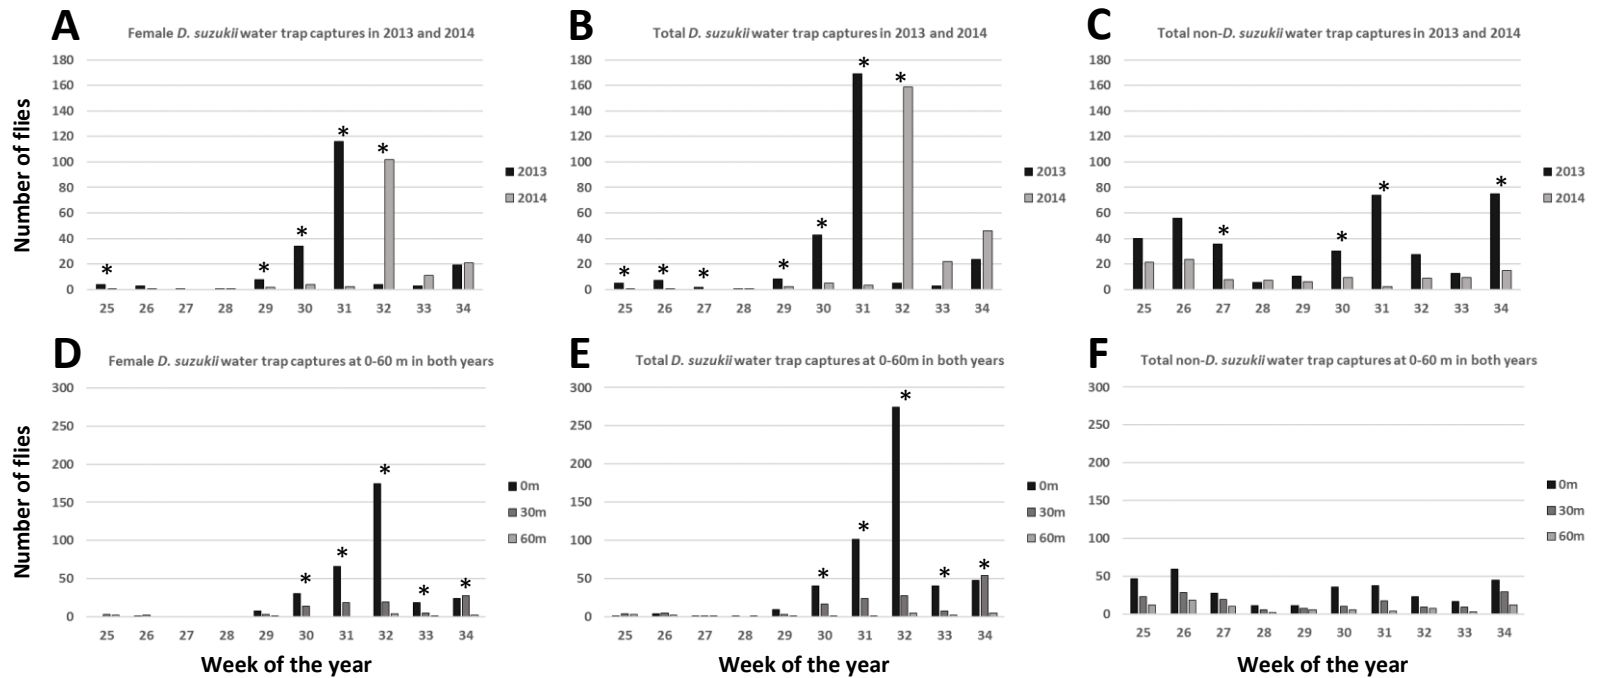 A
Female D. suzukii water trap captures in 2013 and 2014
Number of flies
180
160
140
120
100
80
60
40
20
0
*
*
*
*
*
25 26 27 28 29 30 31 32 33 34
2013
2014
B
Total D. suzukii water trap captures in 2013 and 2014
180
160
140
120
100
80
60
40
20
0
*
*
*
*
*
*
*
25 26 27 28 29 30 31 32 33 34
2013
2014
C
Total non-D. suzukii water trap captures in 2013 and 2014
180
160
140
120
100
80
60
40
20
0
*
*
*
*
25 26 27 28 29 30 31 32 33 34
2013
2014
D
Female D. suzukii water trap captures at 0-60 m in both years
Number of flies
300
250
200
150
100
50
0
*
*
*
*
*
25 26 27 28 29 30 31 32 33 34
0m
30m
60m
Week of the year
E
Total D. suzukii water trap captures at 0-60m in both years
300
250
200
150
100
50
0
*
*
*
*
*
25 26 27 28 29 30 31 32 33 34
0m
30m
60m
Week of the year
F
Total non-D. suzukii water trap captures at 0-60 m in both years
300
250
200
150
100
50
0
25 26 27 28 29 30 31 32 33 34
0m
30m
60m
Week of the year